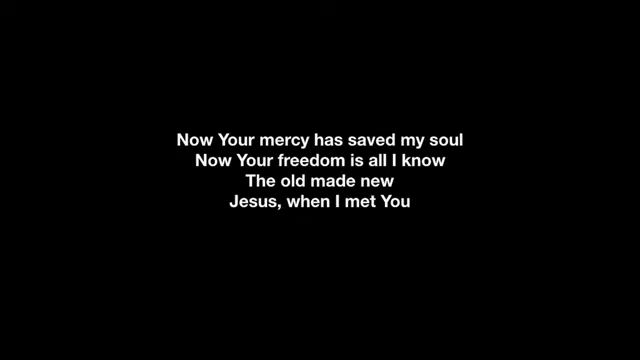 Now Your mercy has saved my soul
Now Your freedom is all I know
The old made new
Jesus, when I met You